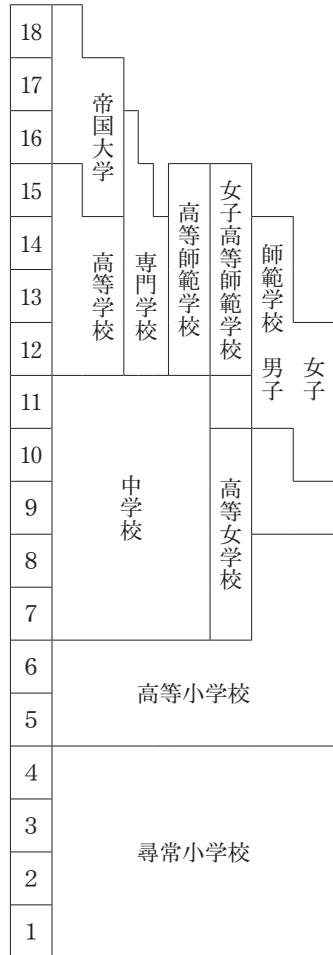 18
17
16
15
14
13
12
11
10
9
8
7
6
5
4
3
2
1
帝国大学
高等学校
専門学校
高等師範学校
女子高等師範学校
師範学校 男子
女子
中学校
高等女学校
高等小学校
尋常小学校